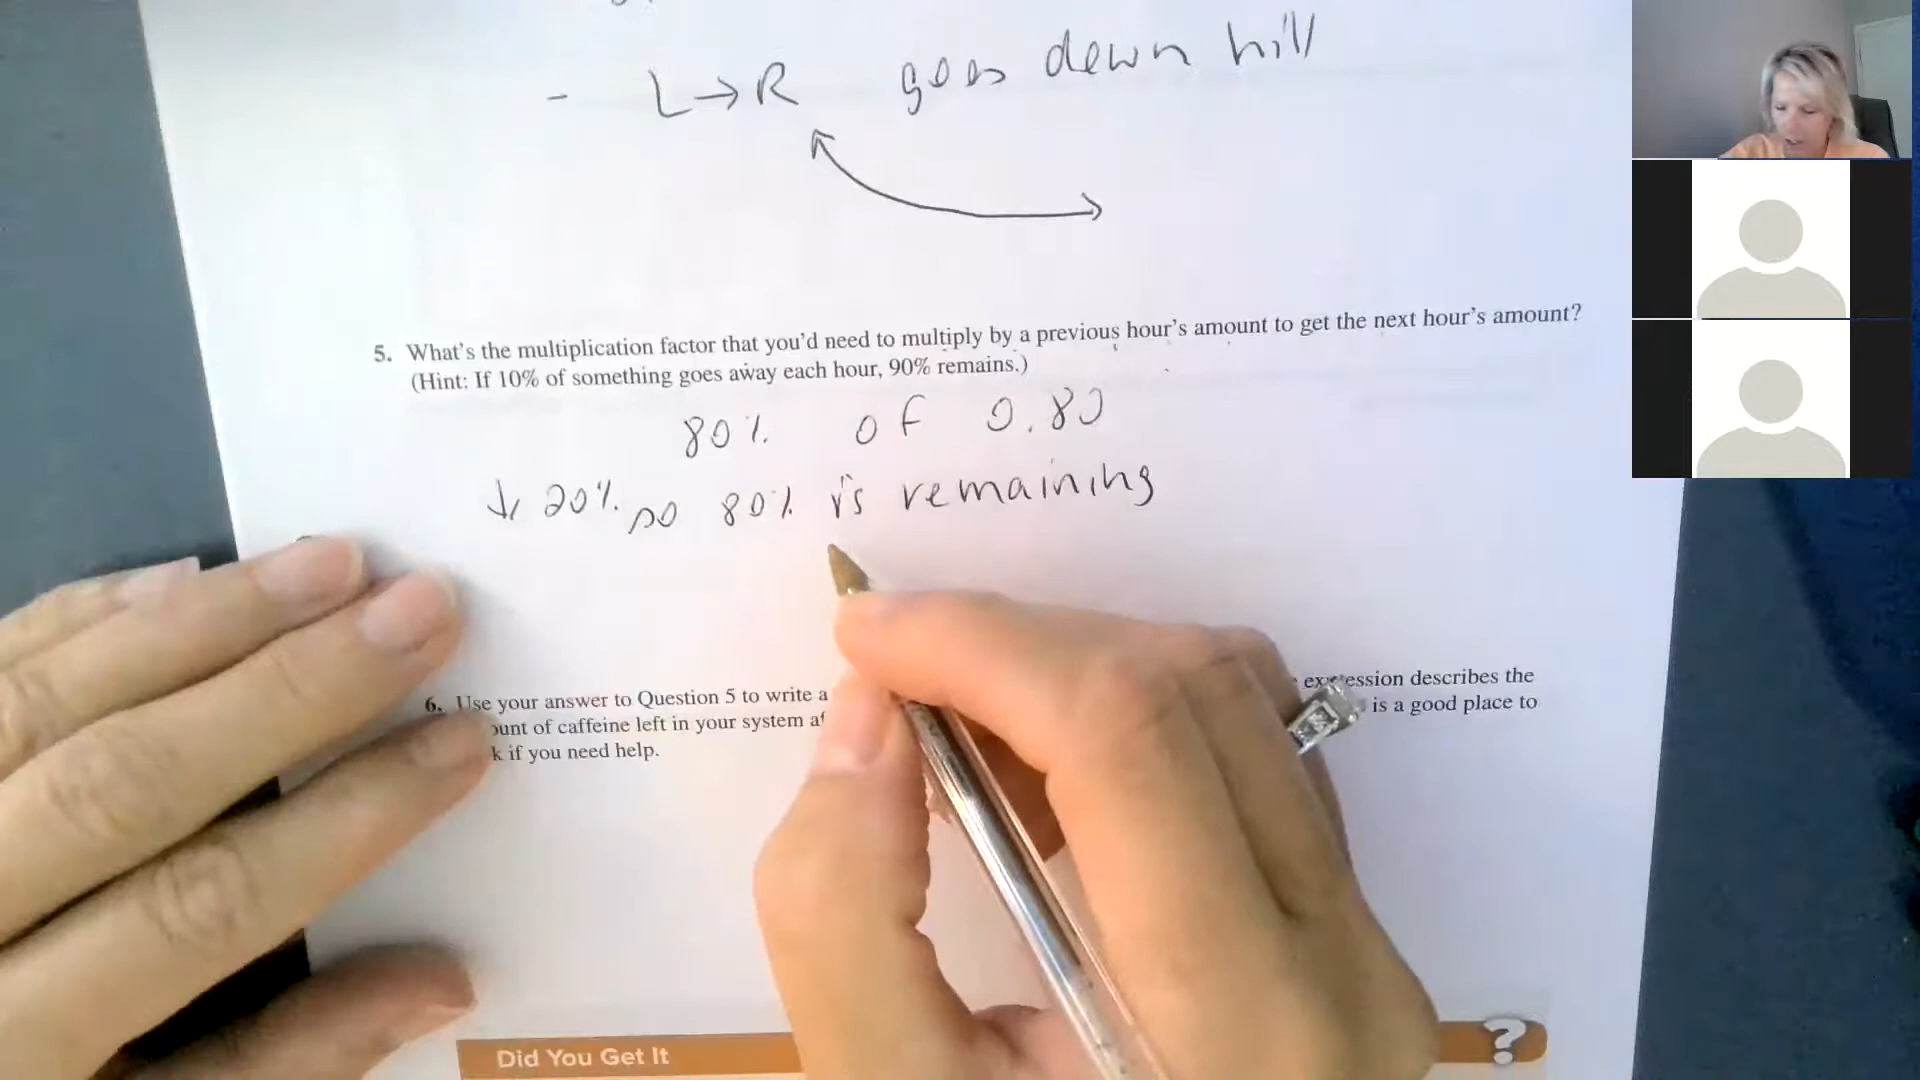 - L→R goes down hill
5. What's the multiplication factor that you'd need to multiply by a previous hour's amount to get the next hour's amount?
(Hint: If 10% of something goes away each hour, 90% remains.)
80% of 0.80
↓ 20% so 80% is remaining
6. Use your answer to Question 5 to write a expression describes the
ount of caffeine left in your system af is a good place to
k if you need help.
Did You Get It ?